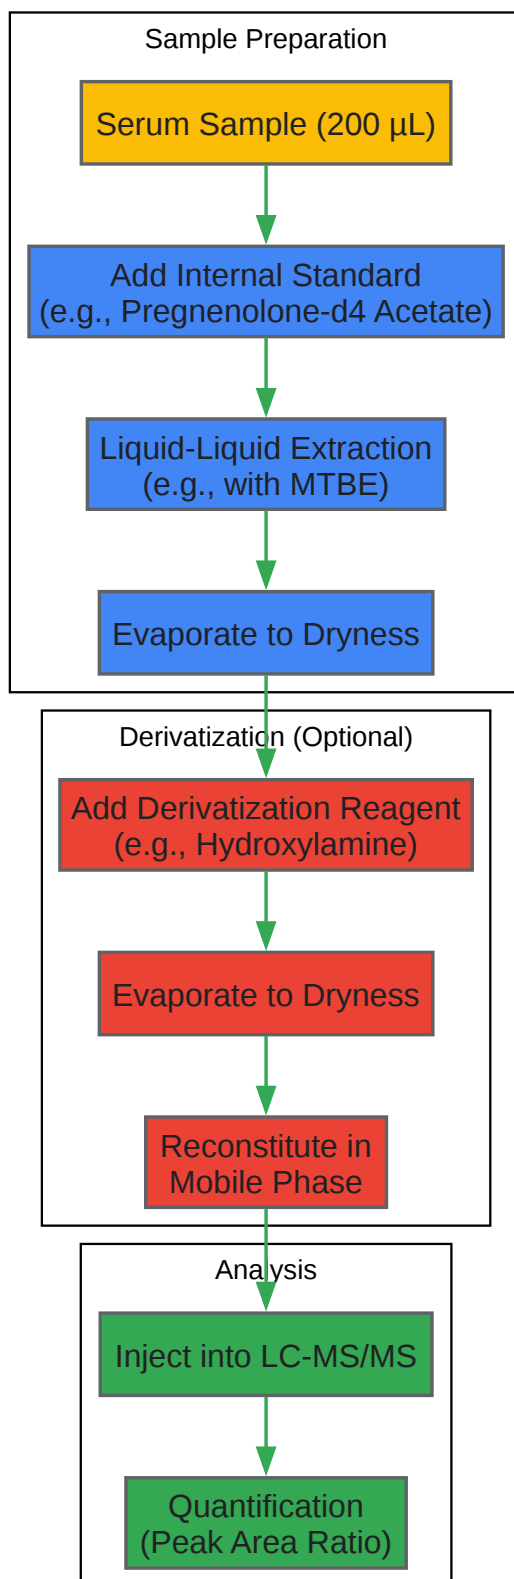 Sample Preparation
Serum Sample (200 µL)
Add Internal Standard
(e.g., Pregnenolone-d4 Acetate)
Liquid-Liquid Extraction
(e.g., with MTBE)
Evaporate to Dryness
Derivatization (Optional)
Add Derivatization Reagent
(e.g., Hydroxylamine)
Evaporate to Dryness
Reconstitute in
Mobile Phase
Analysis
Inject into LC-MS/MS
Quantification
(Peak Area Ratio)